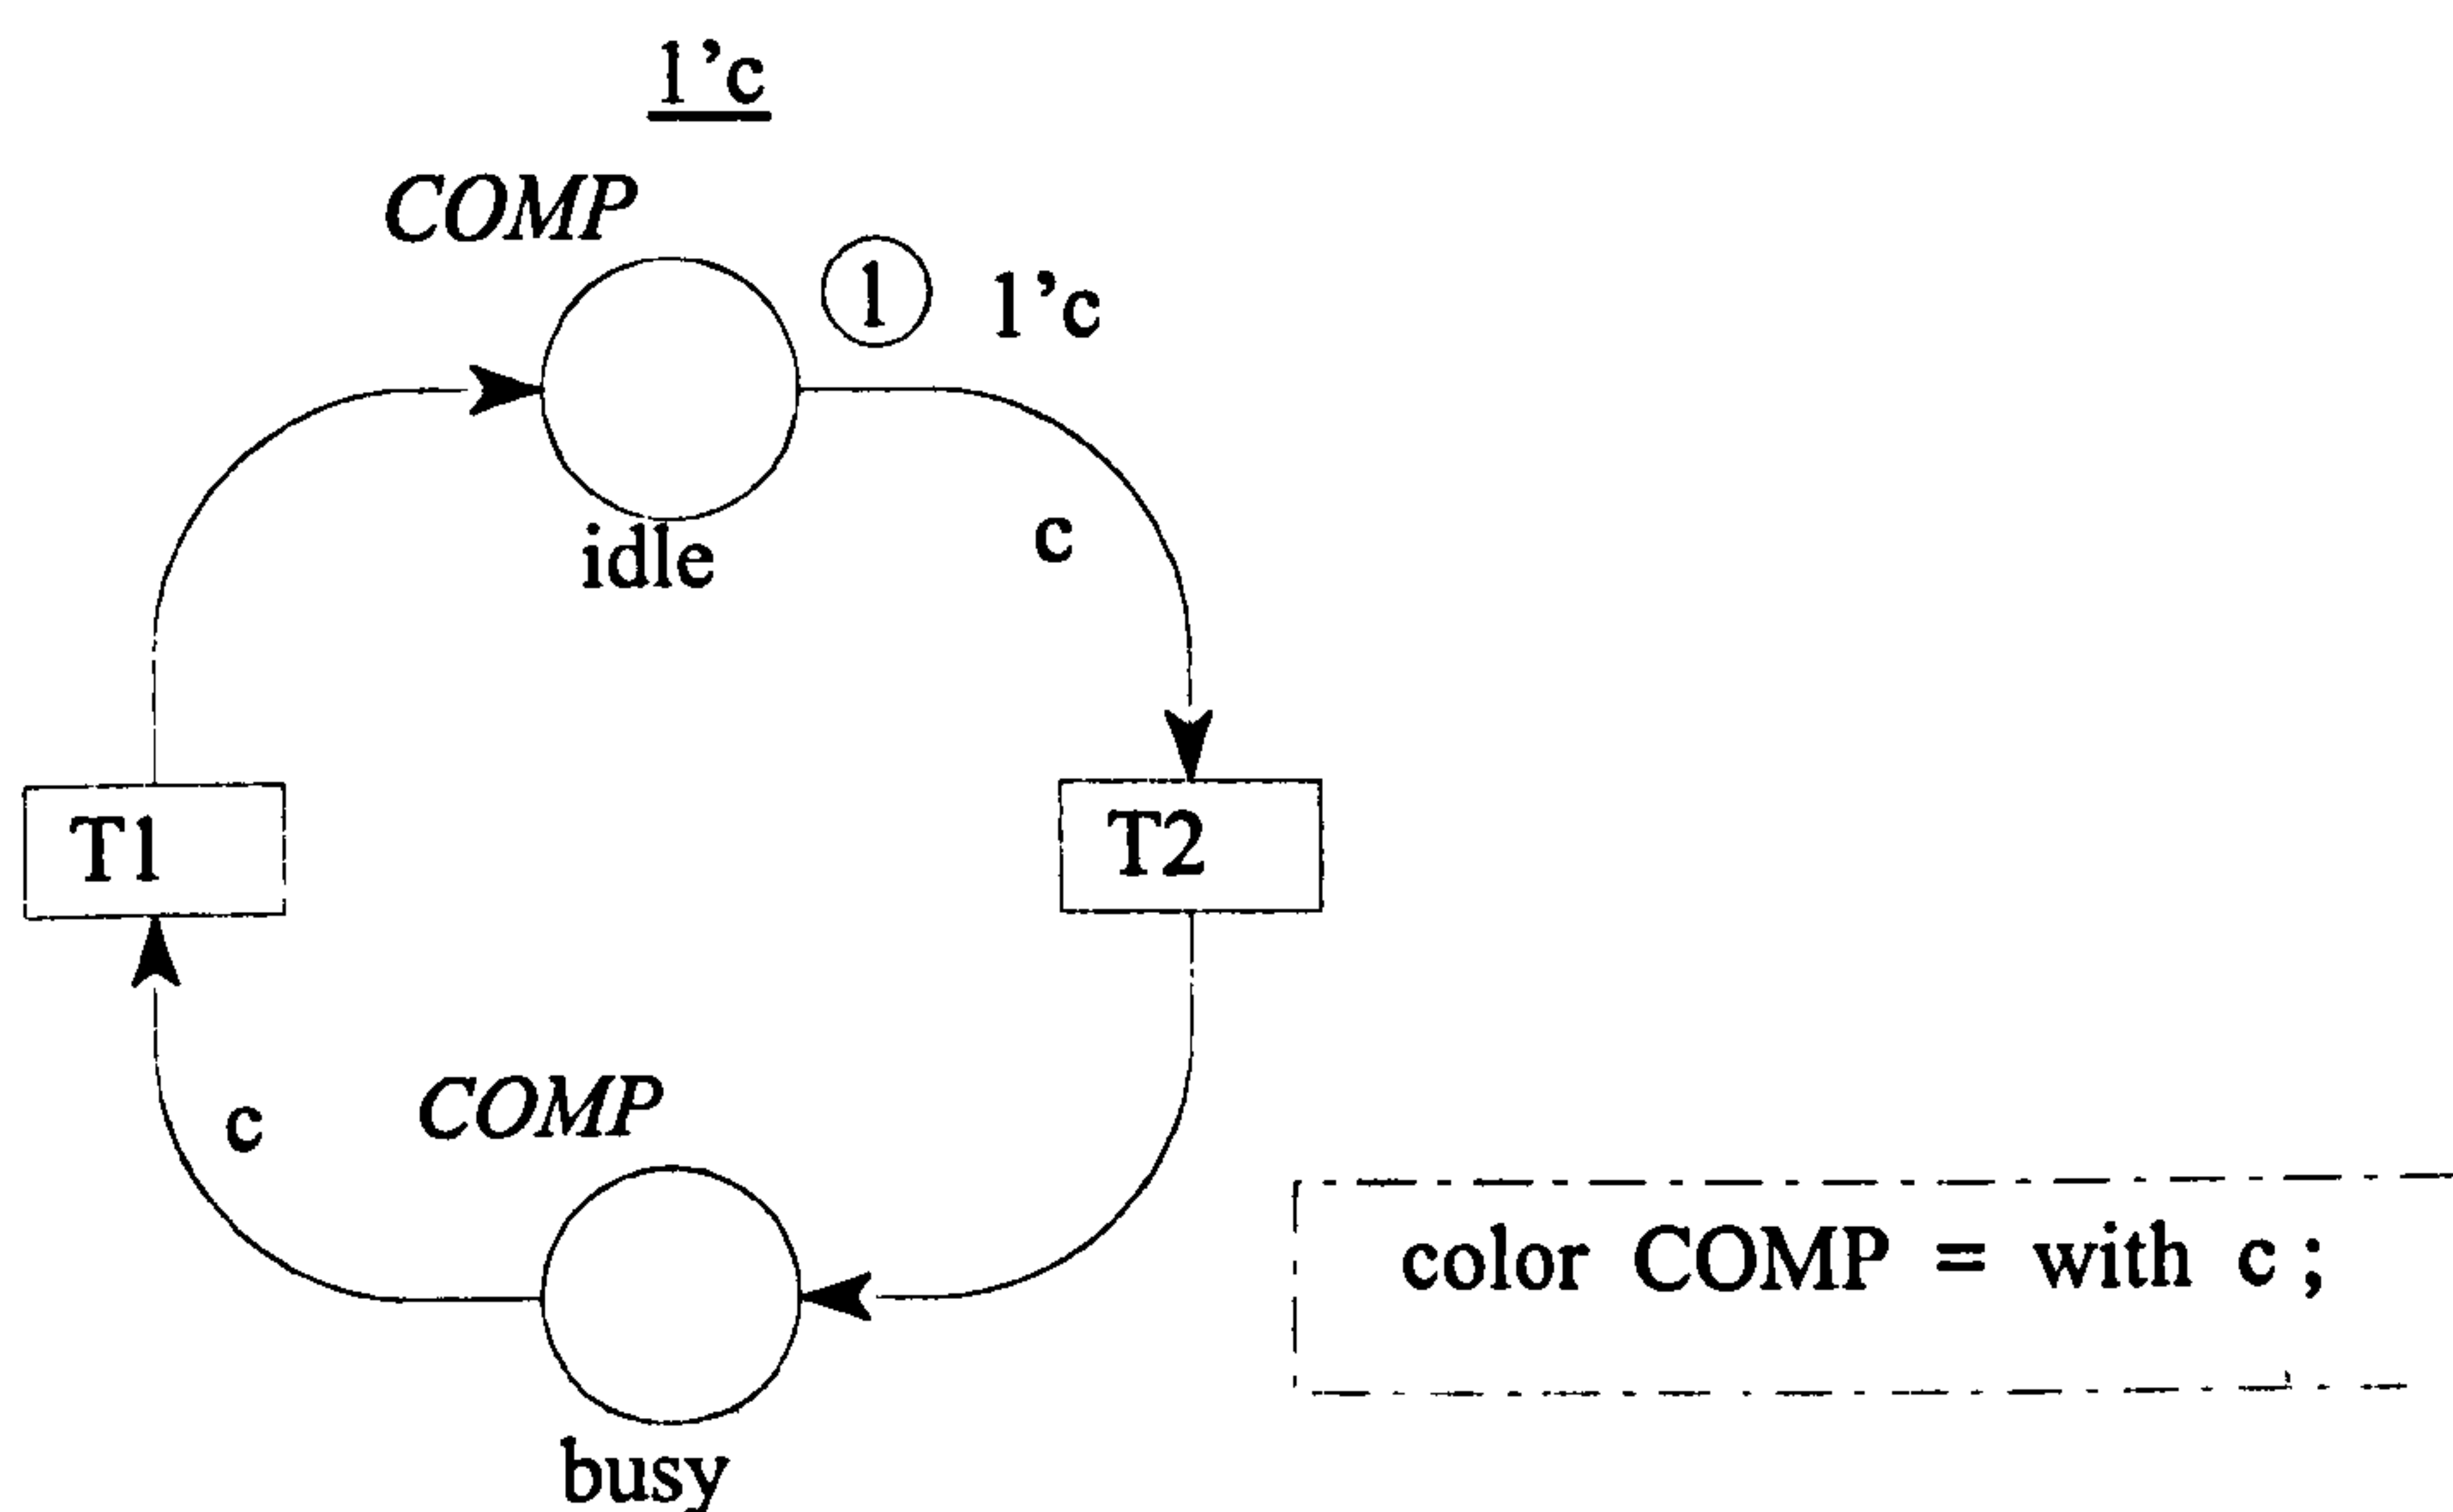 1’c
COMP
1
1’c
idle
c
T1
T2
c
COMP
color COMP = with c ;
busy